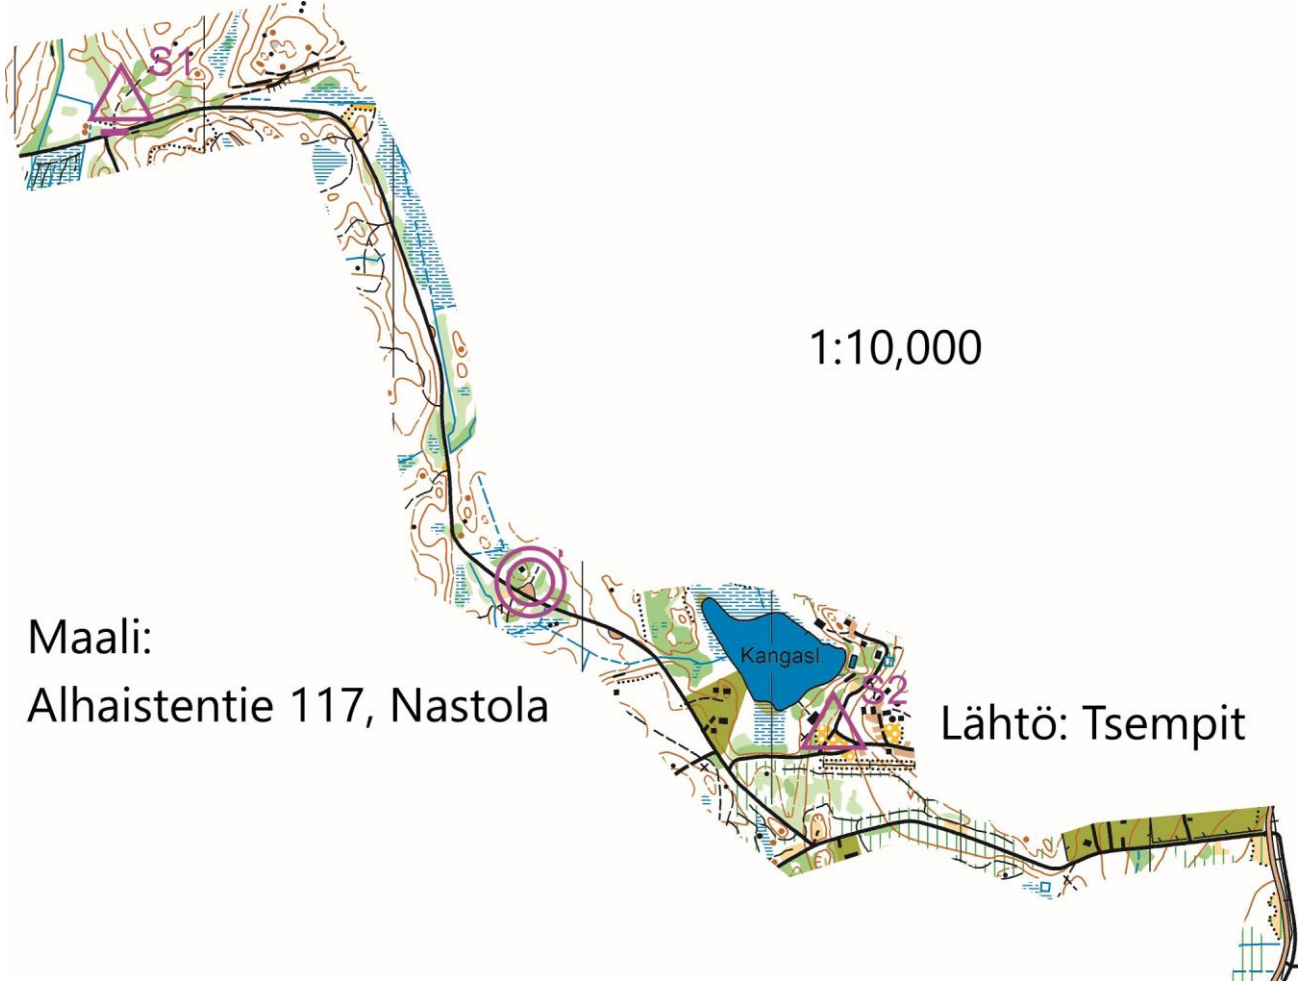 S1
1:10,000
Maali:
Alhaistentie 117, Nastola
Kangasl.
S2
Lähtö: Tsempit